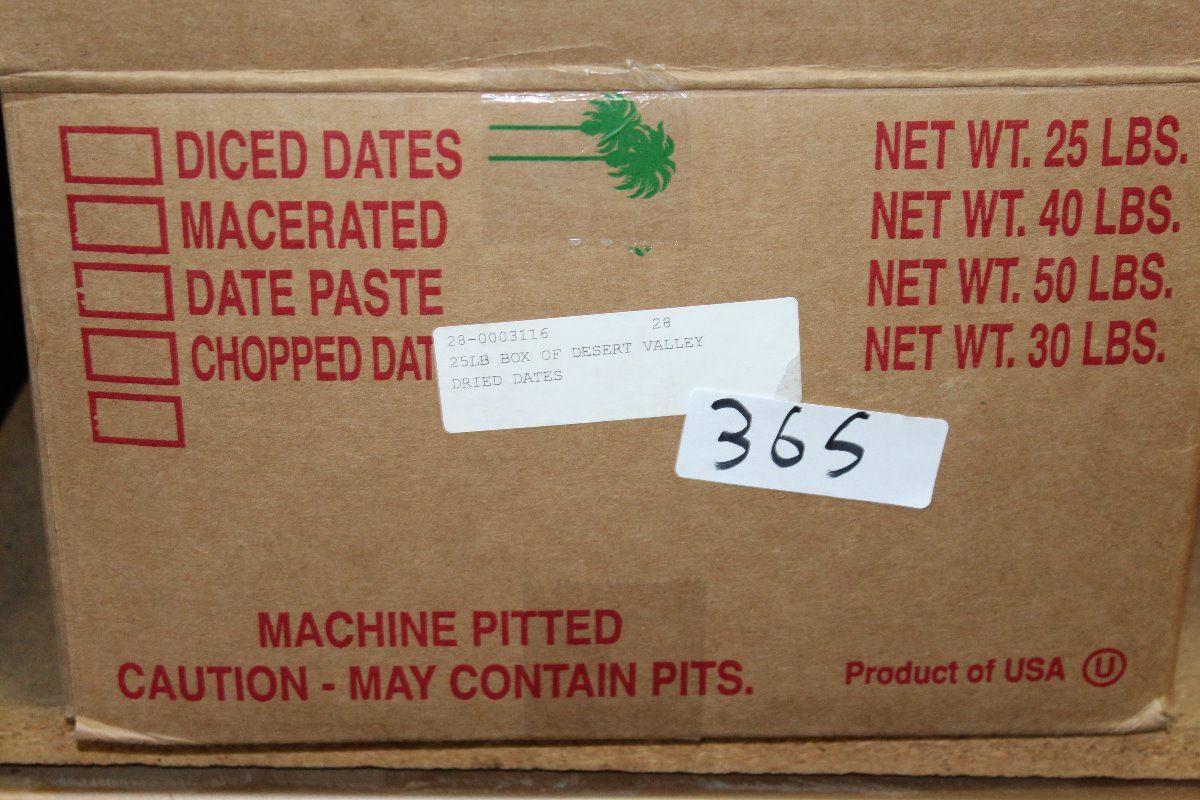 DICED DATES
NET WT. 25 LBS.
MACERATED
NET WT. 40 LBS.
DATE PASTE
NET WT. 50 LBS.
CHOPPED DAT
NET WT. 30 LBS.
28-0003116 28
25LB BOX OF DESERT VALLEY
DRIED DATES
365
MACHINE PITTED
CAUTION - MAY CONTAIN PITS.
Product of USA U